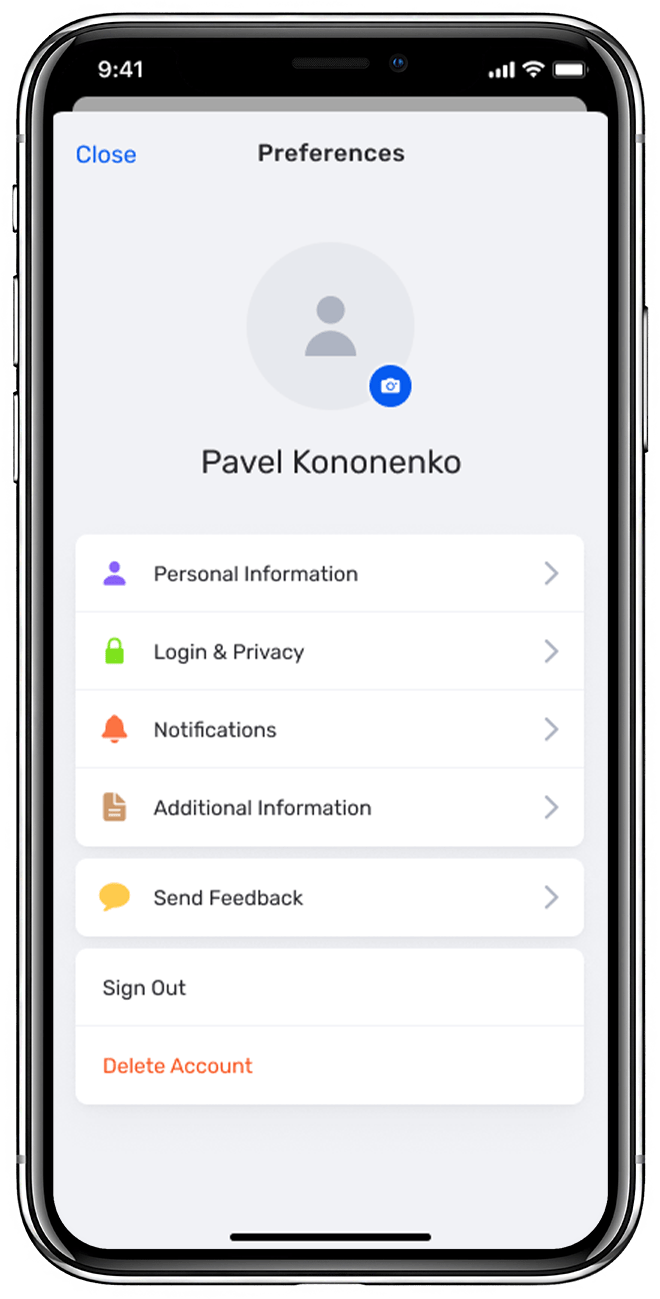 9:41
Close
Preferences
Pavel Kononenko
Personal Information
Login & Privacy
Notifications
Additional Information
Send Feedback
Sign Out
Delete Account